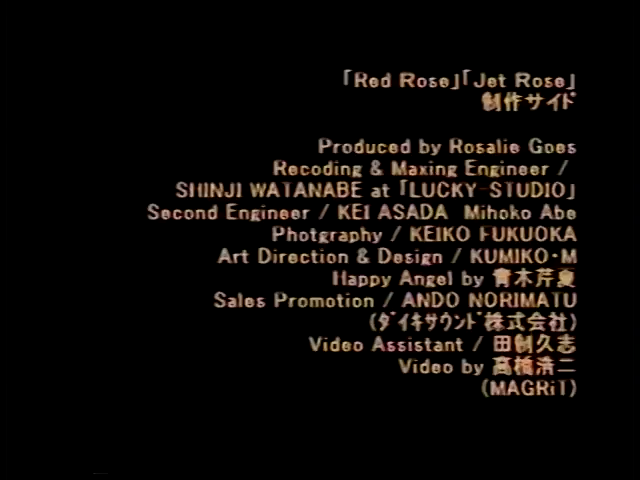 「Red Rose」「Jet Rose」
制作サイド
Produced by Rosalie Goes
Recoding & Maxing Engineer /
SHINJI WATANABE at 「LUCKY-STUDIO」
Second Engineer / KEI ASADA Mihoko Abe
Photgraphy / KEIKO FUKUOKA
Art Direction & Design / KUMIKO・M
Happy Angel by 青木芹夏
Sales Promotion / ANDO NORIMATU
(ダイキサウンド株式会社)
Video Assistant / 田制久志
Video by 高橋浩二
(MAGRiT)